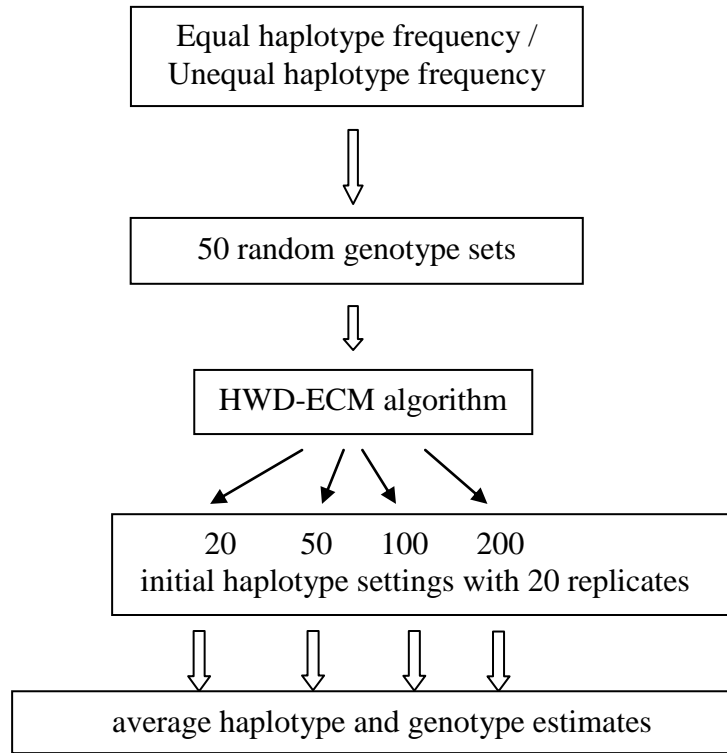 Equal haplotype frequency /
Unequal haplotype frequency
50 random genotype sets
HWD-ECM algorithm
20 50 100 200
initial haplotype settings with 20 replicates
average haplotype and genotype estimates